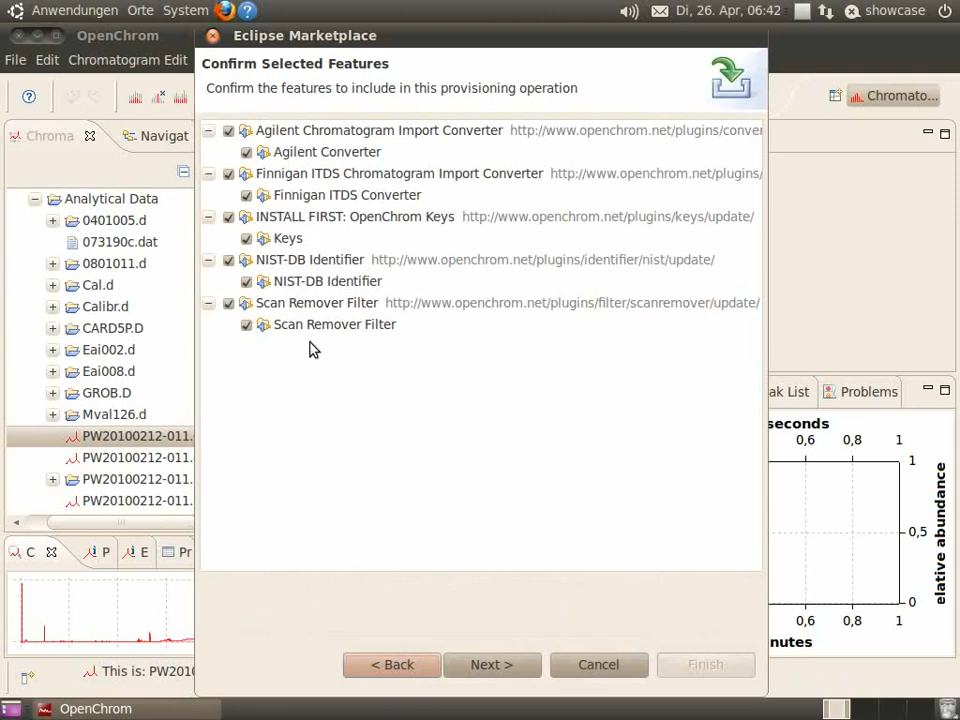 Anwendungen Orte System Di, 26. Apr, 06:42 showcase
OpenChrom
Eclipse Marketplace
File Edit Chromatogram Edit
Confirm Selected Features
Confirm the features to include in this provisioning operation
Chromato...
Chroma Navigat
Analytical Data
0401005.d
073190c.dat
0801011.d
Cal.d
Calibr.d
CARD5P.D
Eai002.d
Eai008.d
GROB.D
Mval126.d
PW20100212-011.
PW20100212-011.
PW20100212-011.
PW20100212-011.
Agilent Chromatogram Import Converter http://www.openchrom.net/plugins/conver
Agilent Converter
Finnigan ITDS Chromatogram Import Converter http://www.openchrom.net/plugins/
Finnigan ITDS Converter
INSTALL FIRST: OpenChrom Keys http://www.openchrom.net/plugins/keys/update/
Keys
NIST-DB Identifier http://www.openchrom.net/plugins/identifier/nist/update/
NIST-DB Identifier
Scan Remover Filter http://www.openchrom.net/plugins/filter/scanremover/update/
Scan Remover Filter
ak List Problems
seconds
0,6 0,8 1
1
0,5
0
elative abundance
0,6 0,8 1
nutes
C P E Pr
This is: PW2010
< Back Next > Cancel Finish
OpenChrom